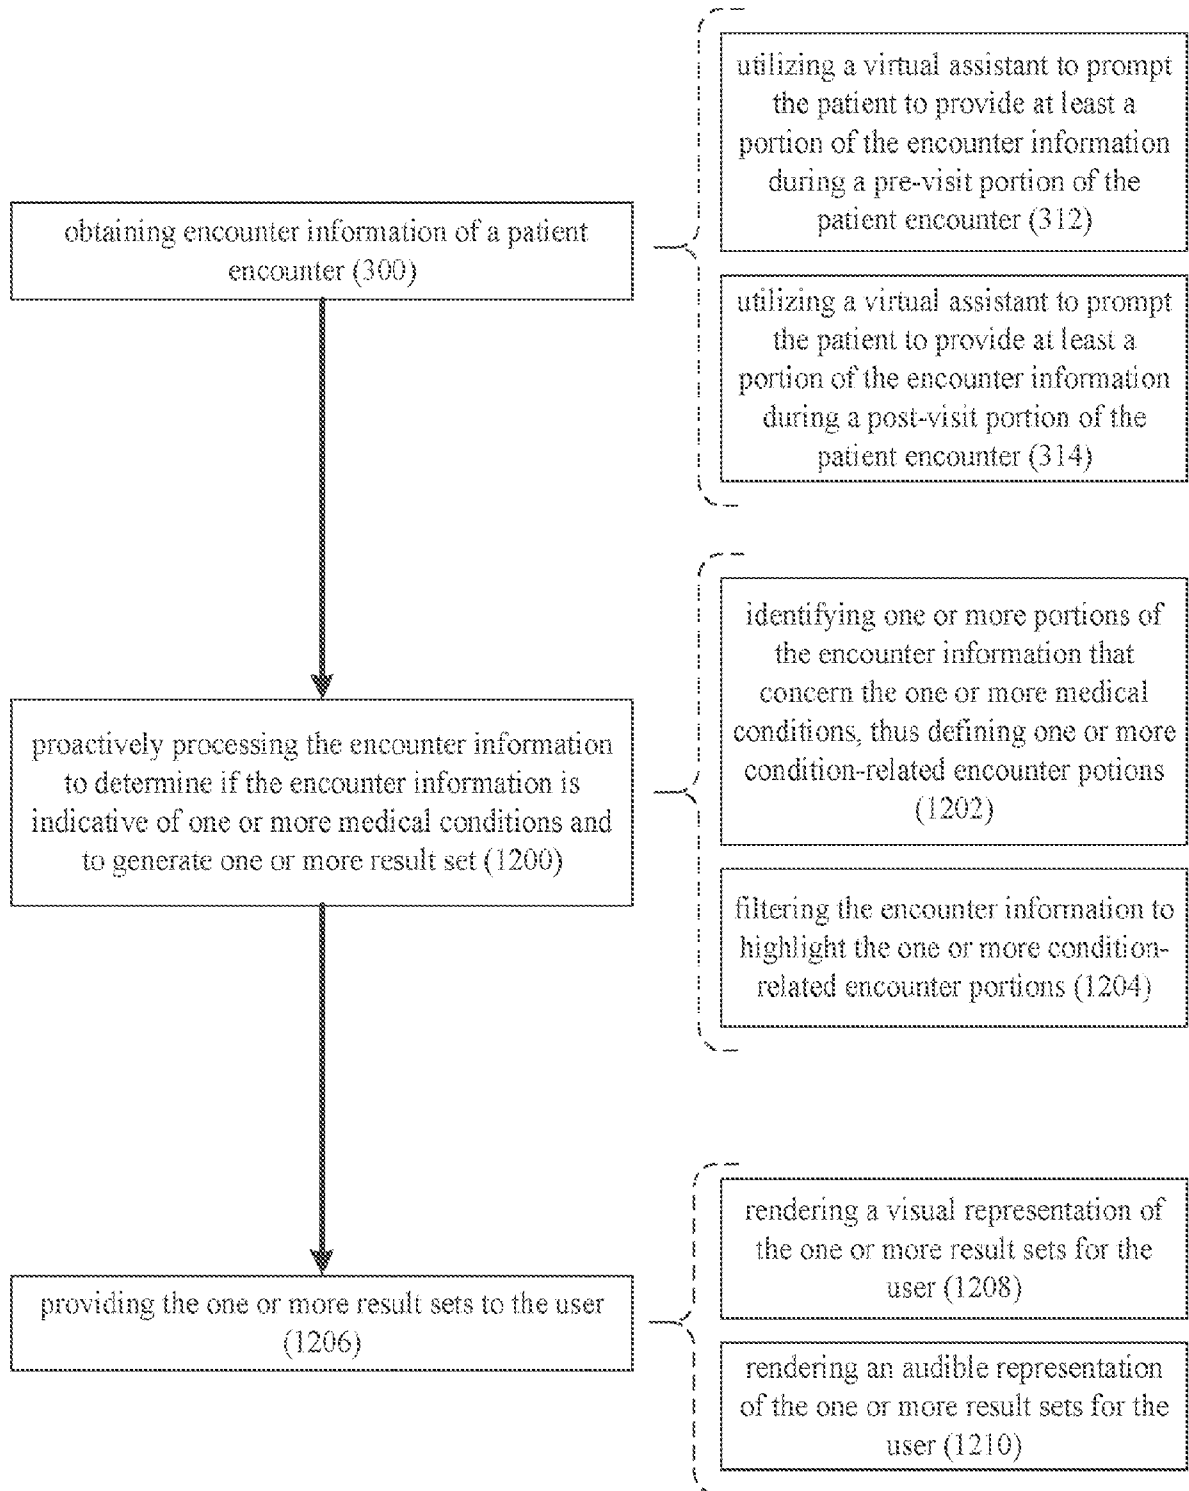 obtaining encounter information of a patient
encounter (300)
utilizing a virtual assistant to prompt
the patient to provide at least a
portion of the encounter information
during a pre-visit portion of the
patient encounter (312)
utilizing a virtual assistant to prompt
the patient to provide at least a
portion of the encounter information
during a post-visit portion of the
patient encounter (314)
proactively processing the encounter information
to determine if the encounter information is
indicative of one or more medical conditions and
to generate one or more result set (1200)
identifying one or more portions of
the encounter information that
concern the one or more medical
conditions, thus defining one or more
condition-related encounter potions
(1202)
filtering the encounter information to
highlight the one or more condition-
related encounter portions (1204)
providing the one or more result sets to the user
(1206)
rendering a visual representation of
the one or more result sets for the
user (1208)
rendering an audible representation
of the one or more result sets for the
user (1210)